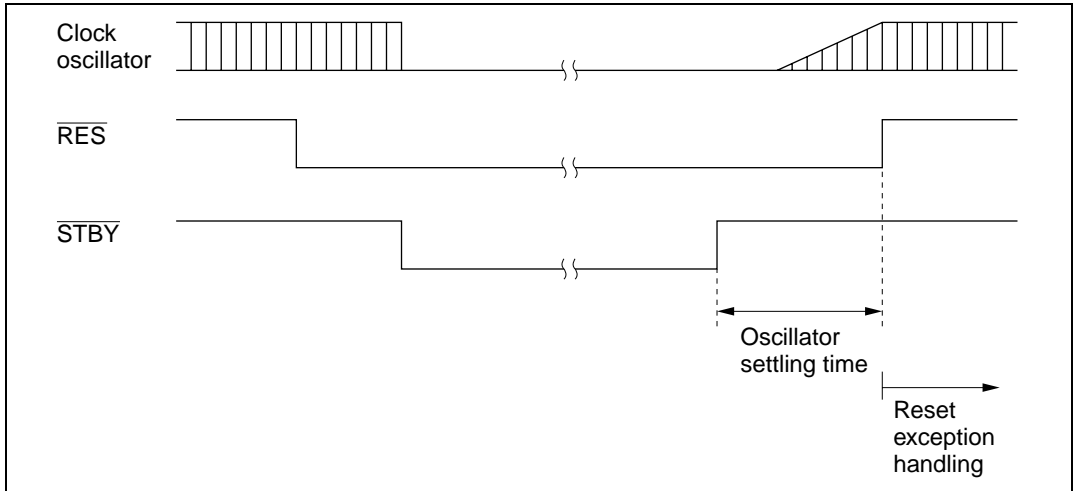 Clock
oscillator
RES
STBY
Oscillator
settling time
Reset
exception
handling